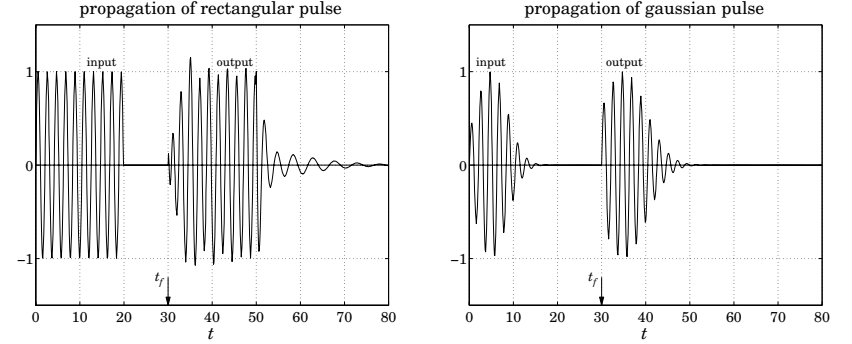 propagation of rectangular pulse
input
output
1
0
−1
t_f
0 10 20 30 40 50 60 70 80
t
propagation of gaussian pulse
input
output
1
0
−1
t_f
0 10 20 30 40 50 60 70 80
t